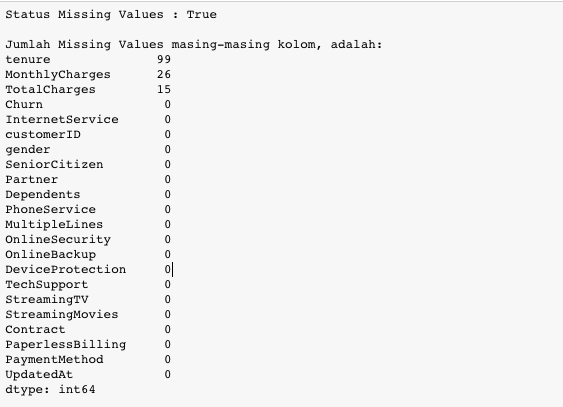 Status Missing Values : True
Jumlah Missing Values masing-masing kolom, adalah:
tenure 99
MonthlyCharges 26
TotalCharges 15
Churn 0
InternetService 0
customerID 0
gender 0
SeniorCitizen 0
Partner 0
Dependents 0
PhoneService 0
MultipleLines 0
OnlineSecurity 0
OnlineBackup 0
DeviceProtection 0
TechSupport 0
StreamingTV 0
StreamingMovies 0
Contract 0
PaperlessBilling 0
PaymentMethod 0
UpdatedAt 0
dtype: int64